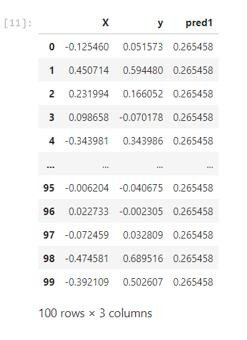 [11]:
X y pred1
0 -0.125460 0.051573 0.265458
1 0.450714 0.594480 0.265458
2 0.231994 0.166052 0.265458
3 0.098658 -0.070178 0.265458
4 -0.343981 0.343986 0.265458
... ... ... ...
95 -0.006204 -0.040675 0.265458
96 0.022733 -0.002305 0.265458
97 -0.072459 0.032809 0.265458
98 -0.474581 0.689516 0.265458
99 -0.392109 0.502607 0.265458
100 rows × 3 columns